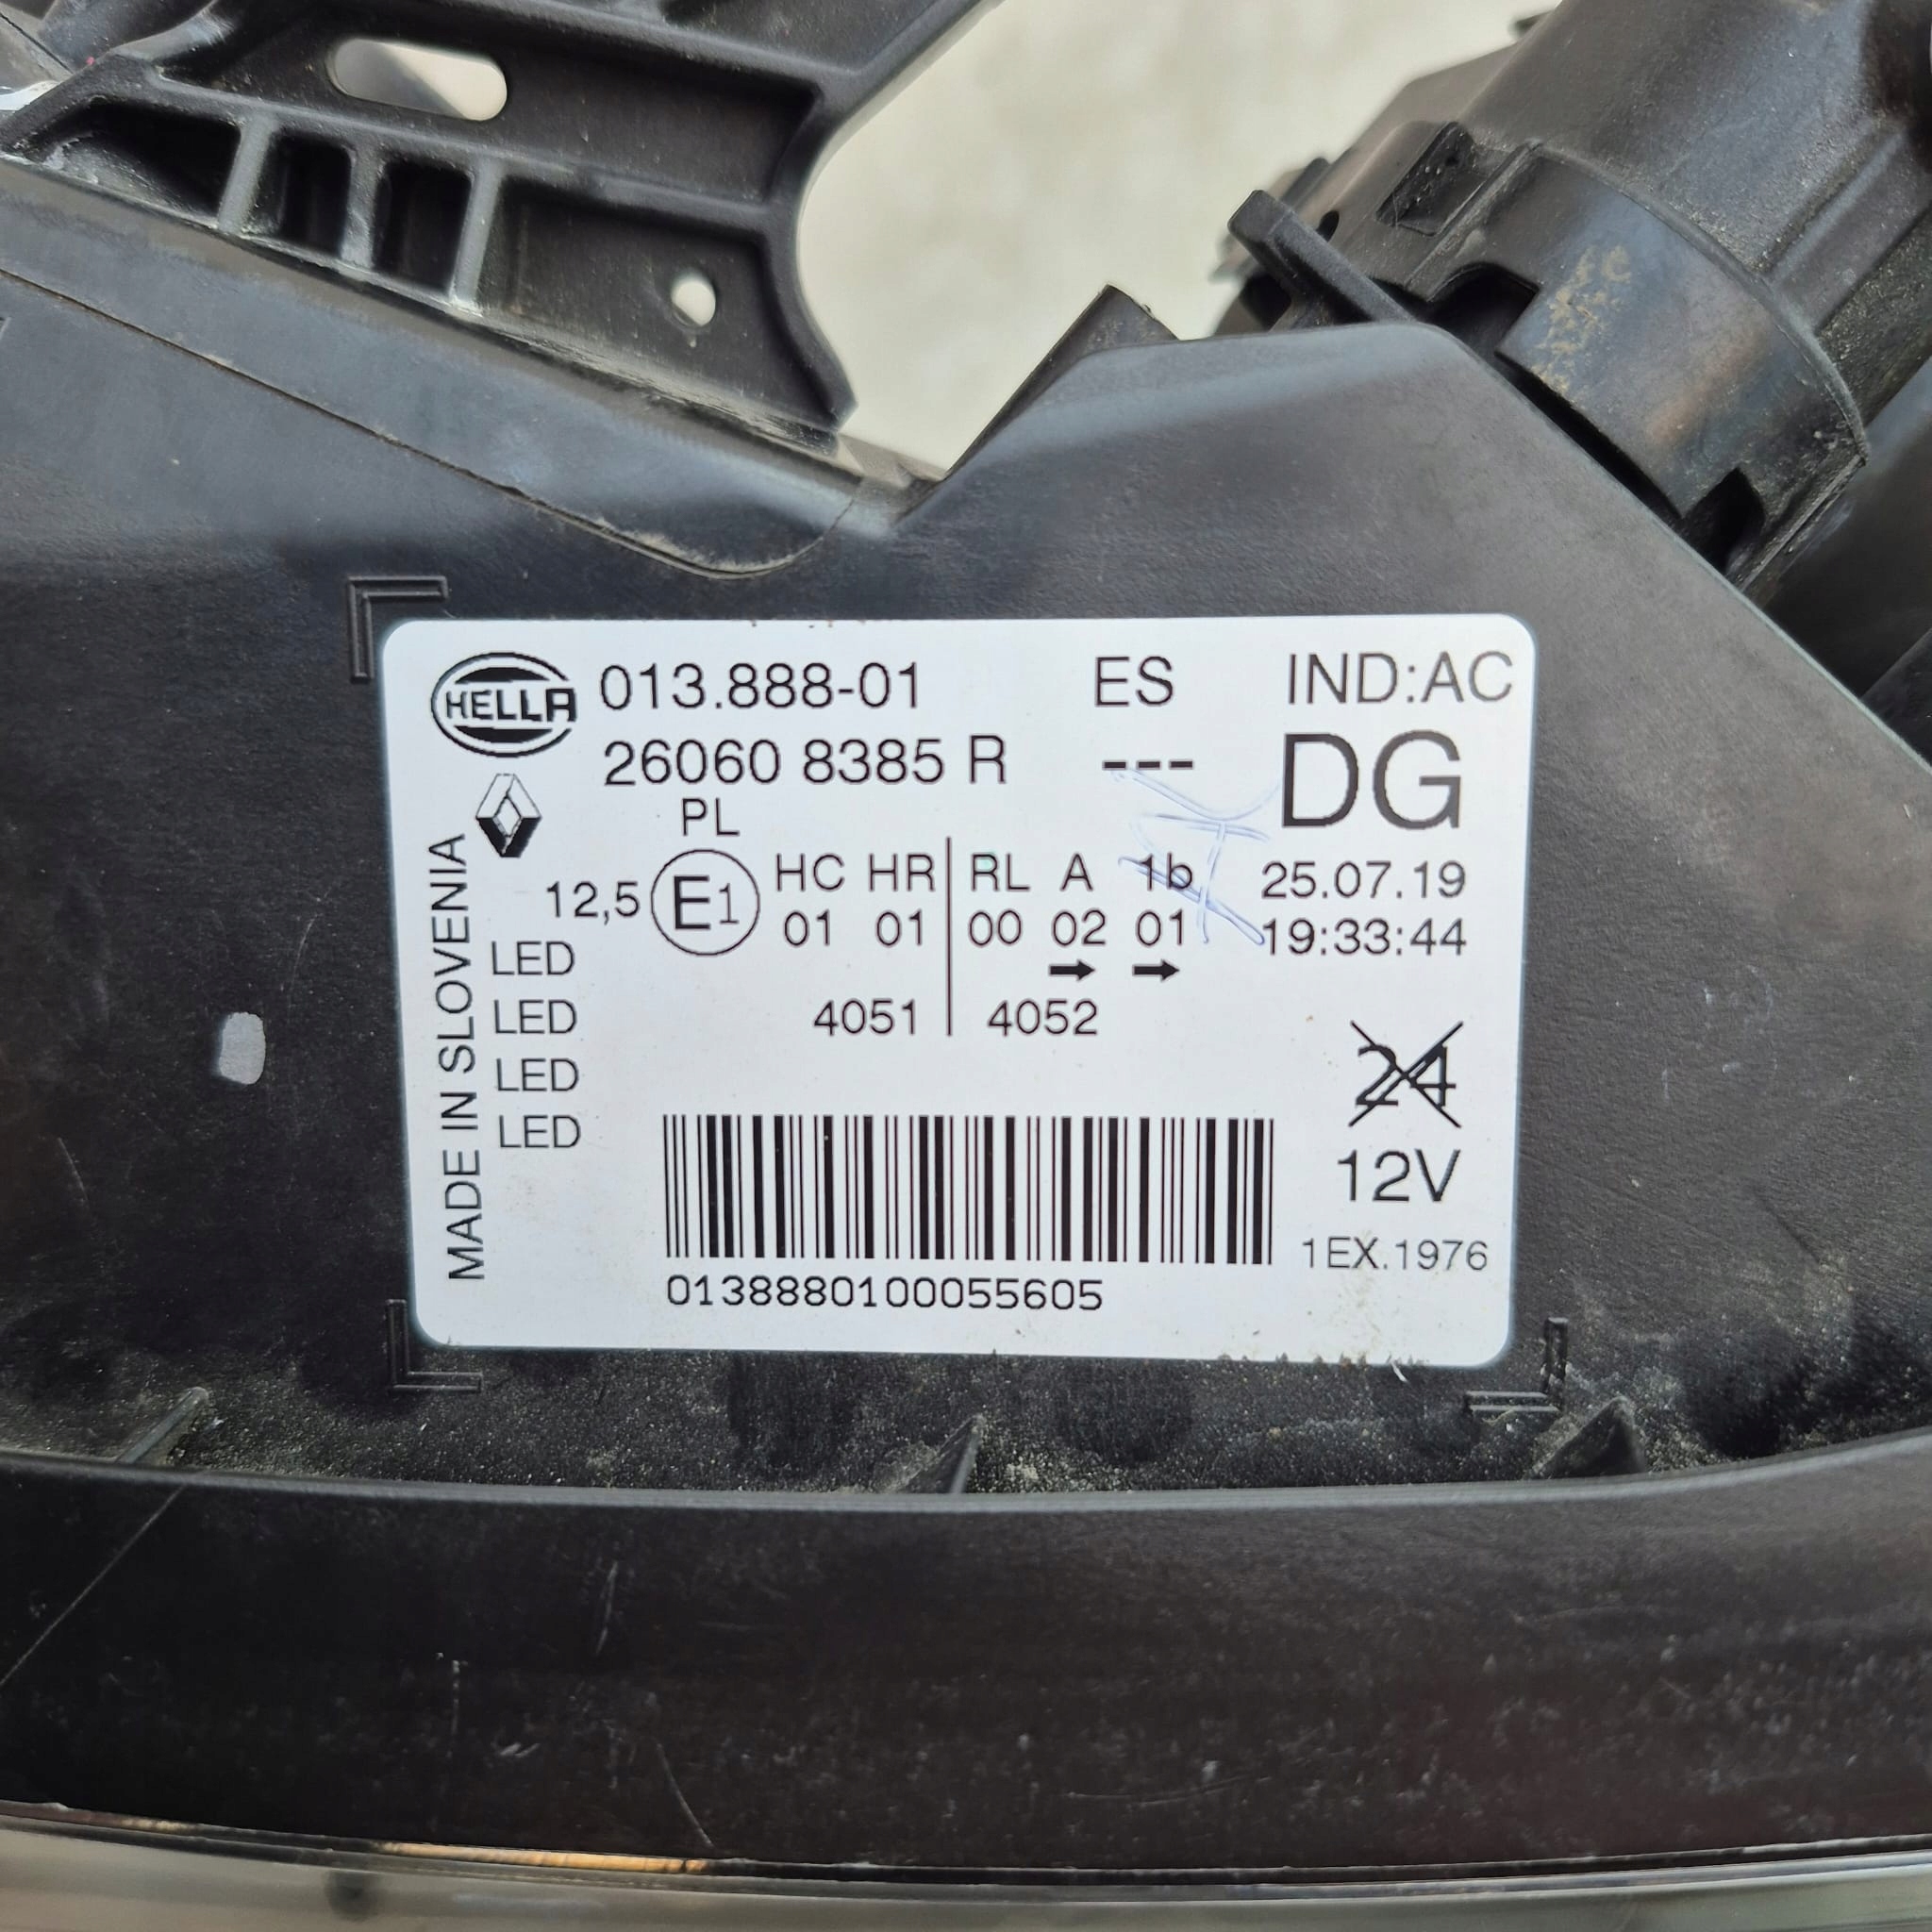 HELLA 013.888-01 ES IND:AC
26060 8385 R --- DG
PL
12,5 E1 HC HR RL A 1b 25.07.19
01 01 00 02 01 19:33:44
LED ➞ ➞
LED 4051 4052 24
LED
LED 12V
1EX.1976
0138880100055605
MADE IN SLOVENIA